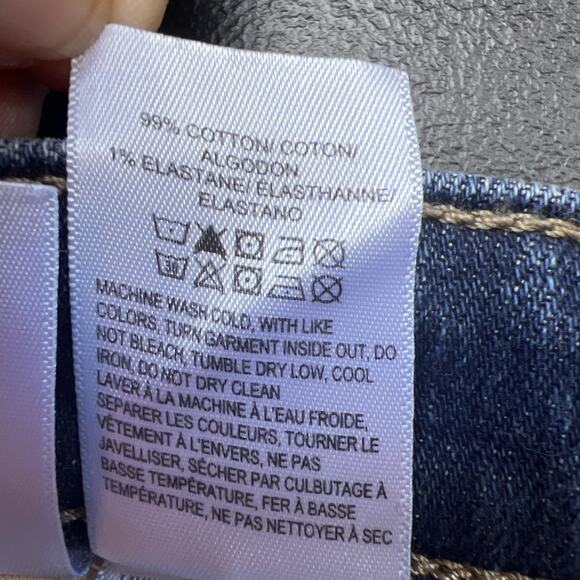 99% COTTON/ COTON/
ALGODON
1% ELASTANE/ ÉLASTHANNE/
ELASTANO
30
MACHINE WASH COLD, WITH LIKE
COLORS, TURN GARMENT INSIDE OUT, DO
NOT BLEACH, TUMBLE DRY LOW, COOL
IRON, DO NOT DRY CLEAN
LAVER À LA MACHINE À L'EAU FROIDE,
SEPARER LES COULEURS, TOURNER LE
VÊTEMENT À L'ENVERS, NE PAS
JAVELLISER, SÉCHER PAR CULBUTAGE À
BASSE TEMPÉRATURE, FER À BASSE
TEMPÉRATURE, NE PAS NETTOYER À SEC